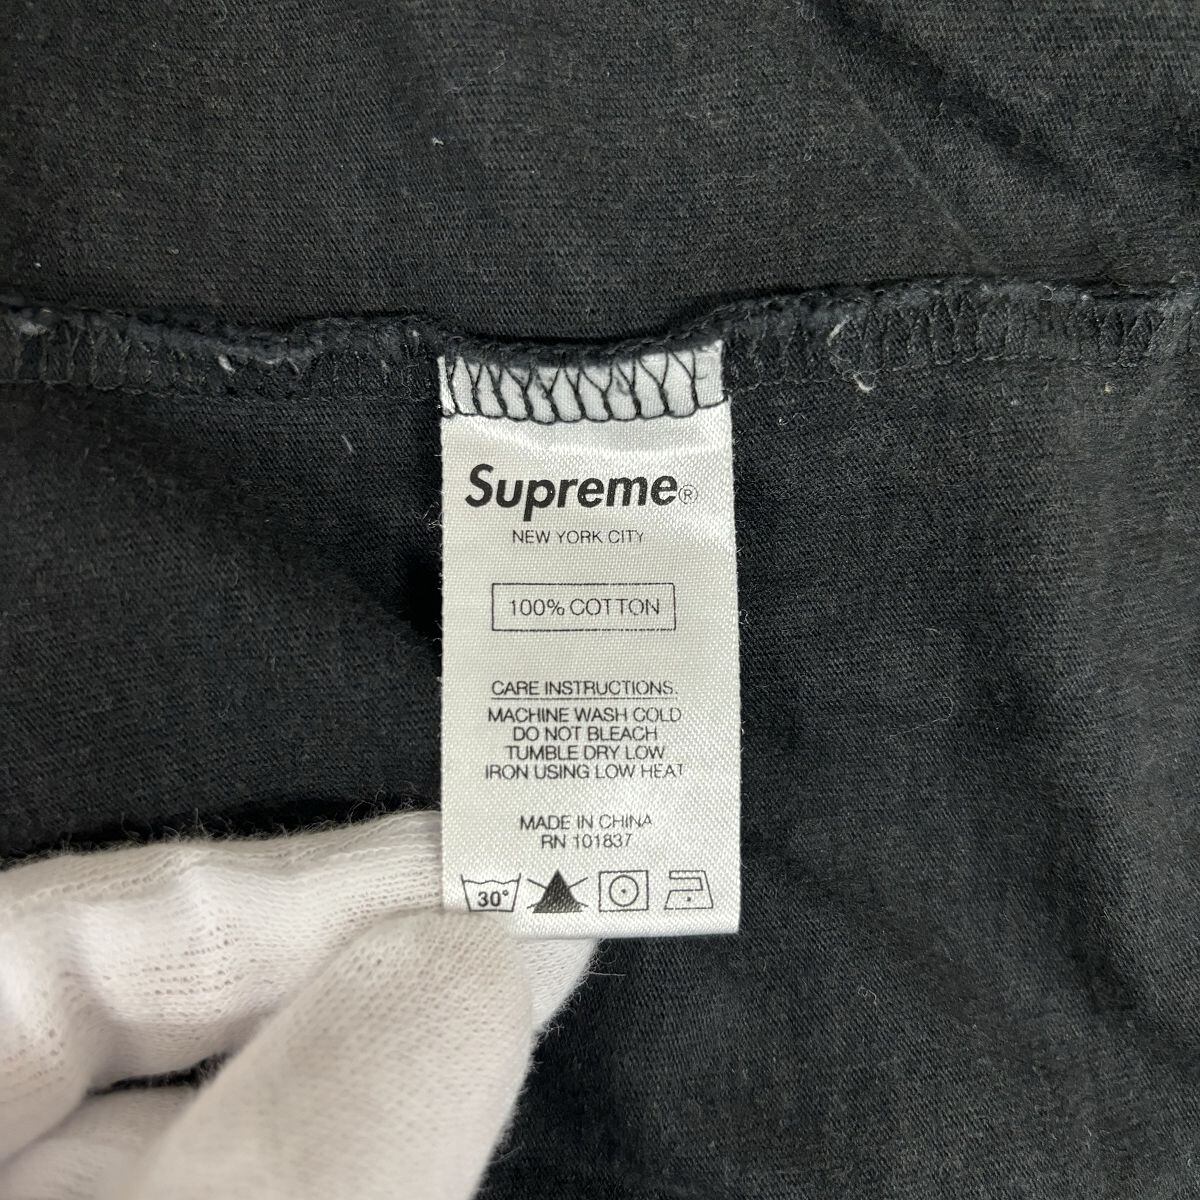 Supreme®
NEW YORK CITY
100% COTTON
CARE INSTRUCTIONS.
MACHINE WASH COLD
DO NOT BLEACH
TUMBLE DRY LOW
IRON USING LOW HEAT
MADE IN CHINA
RN 101837
30°